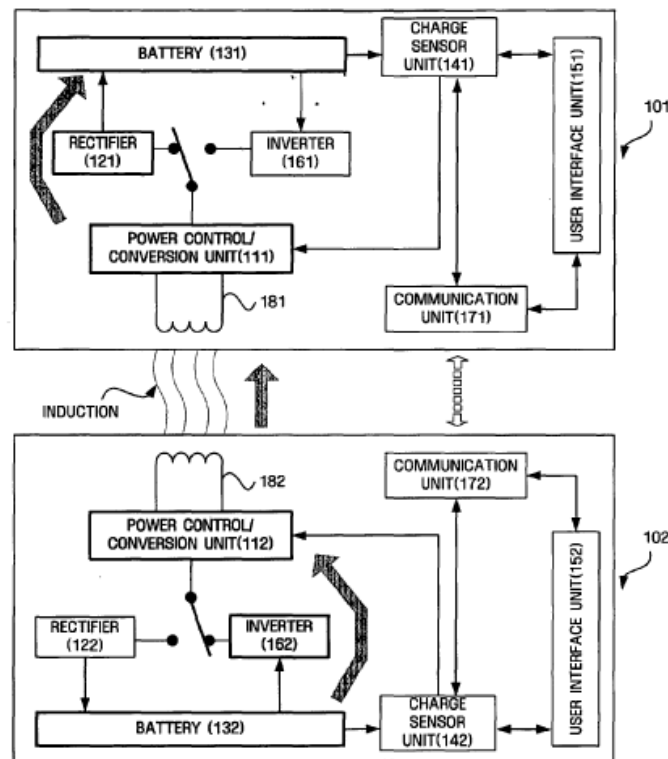 BATTERY (131)
CHARGE
SENSOR
UNIT(141)
USER INTERFACE UNIT(151)
101
RECTIFIER
(121)
INVERTER
(161)
POWER CONTROL/
CONVERSION UNIT(111)
181
COMMUNICATION
UNIT(171)
INDUCTION
182
COMMUNICATION
UNIT(172)
POWER CONTROL/
CONVERSION UNIT(112)
USER INTERFACE UNIT(152)
102
RECTIFIER
(122)
INVERTER
(162)
BATTERY (132)
CHARGE
SENSOR
UNIT(142)